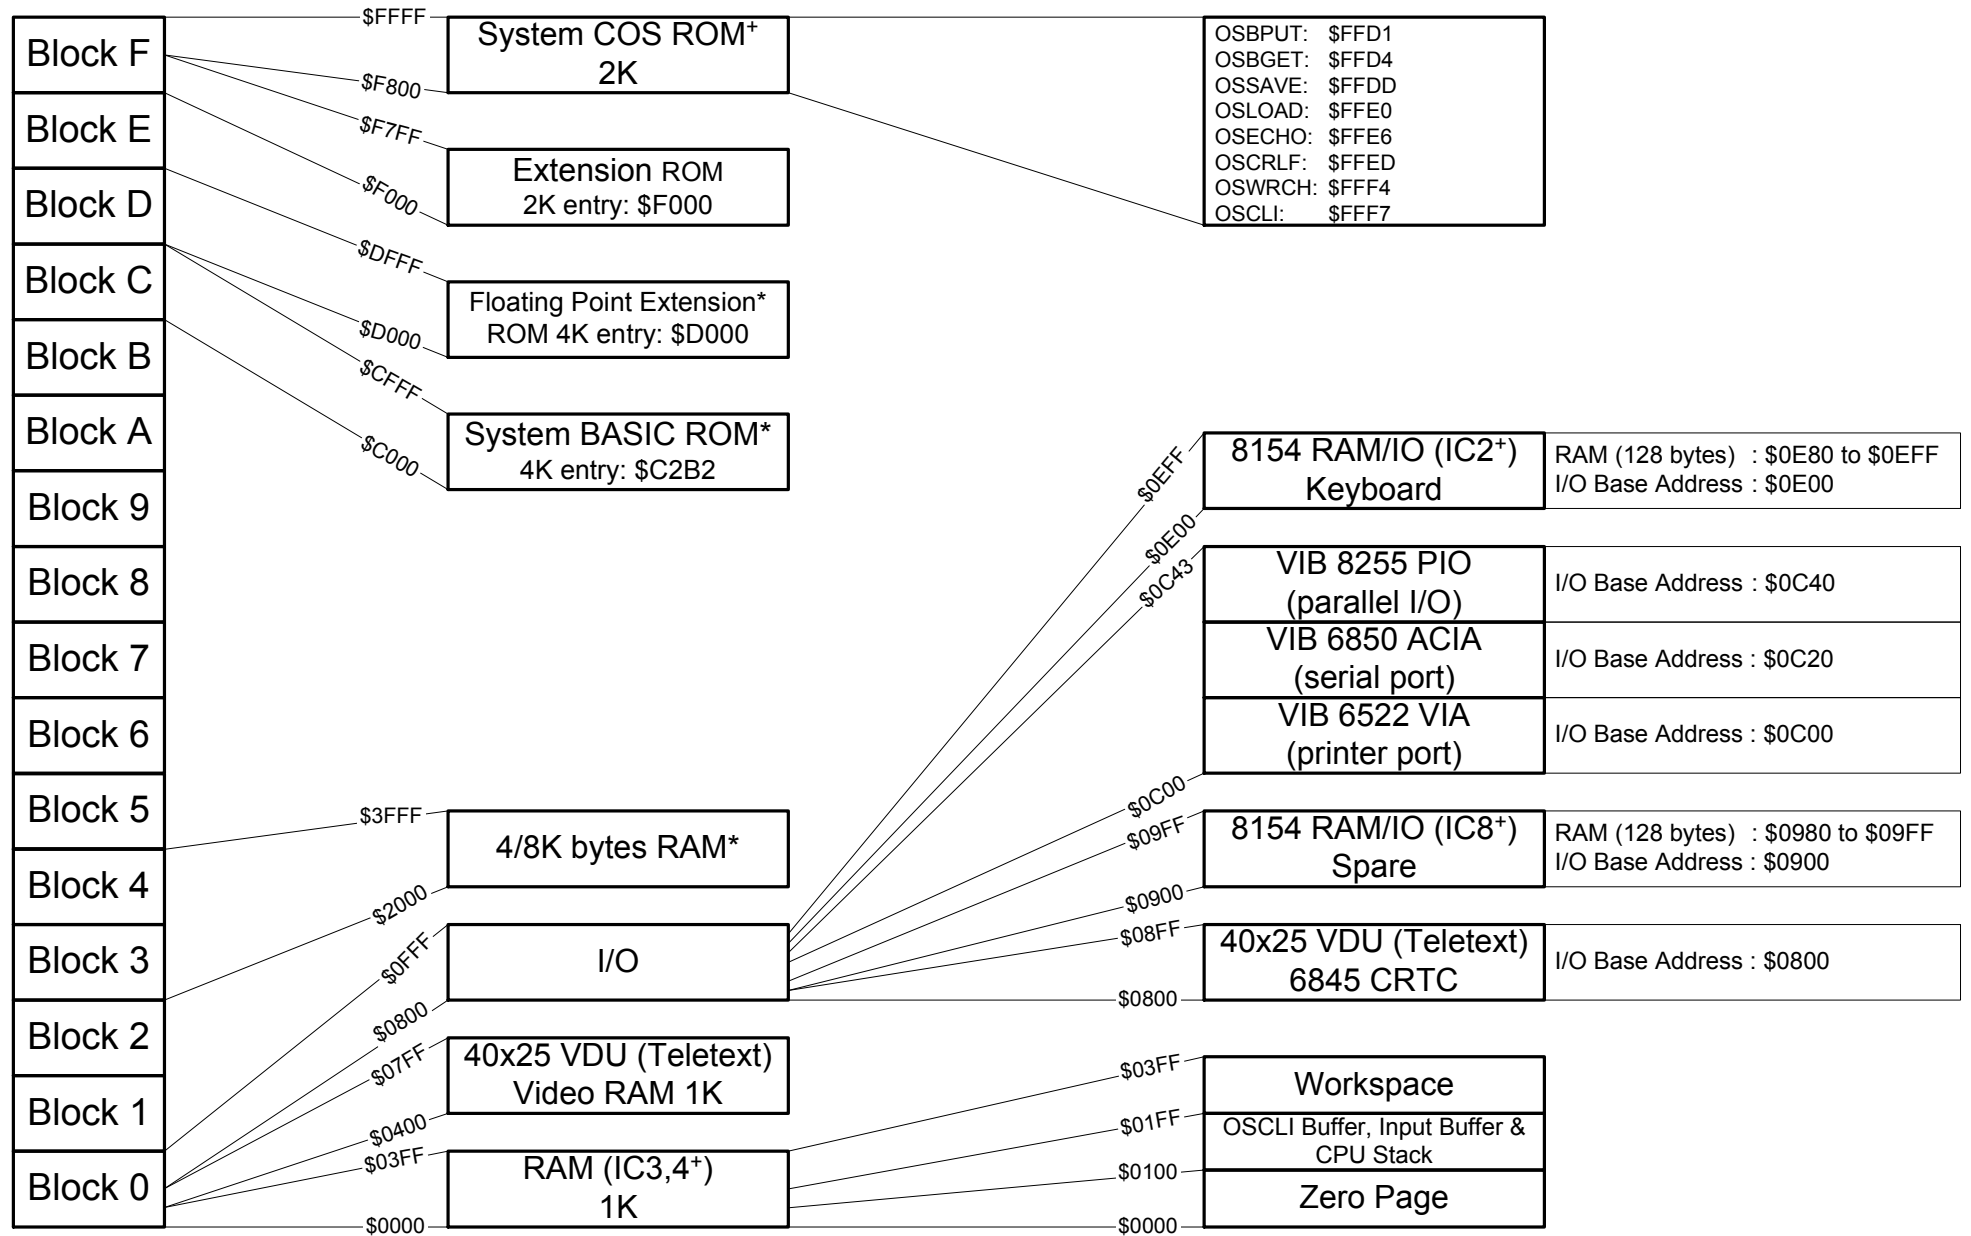 Block F
Block E
Block D
Block C
Block B
Block A
Block 9
Block 8
Block 7
Block 6
Block 5
Block 4
Block 3
Block 2
Block 1
Block 0
$FFFF
$F800
$F7FF
$F000
$DFFF
$D000
$CFFF
$C000
$3FFF
$2000
$0FFF
$0800
$07FF
$0400
$03FF
$0000
System COS ROM+
2K
Extension ROM
2K entry: $F000
Floating Point Extension*
ROM 4K entry: $D000
System BASIC ROM*
4K entry: $C2B2
4/8K bytes RAM*
I/O
40x25 VDU (Teletext)
Video RAM 1K
RAM (IC3,4+)
1K
OSBPUT: $FFD1
OSBGET: $FFD4
OSSAVE: $FFDD
OSLOAD: $FFE0
OSECHO: $FFE6
OSCRLF: $FFED
OSWRCH: $FFF4
OSCLI: $FFF7
$0EFF
$0E00
$0C43
$0C00
$09FF
$0900
$08FF
$0800
$03FF
$01FF
$0100
$0000
8154 RAM/IO (IC2+)
Keyboard
RAM (128 bytes) : $0E80 to $0EFF
I/O Base Address : $0E00
VIB 8255 PIO
(parallel I/O)
I/O Base Address : $0C40
VIB 6850 ACIA
(serial port)
I/O Base Address : $0C20
VIB 6522 VIA
(printer port)
I/O Base Address : $0C00
8154 RAM/IO (IC8+)
Spare
RAM (128 bytes) : $0980 to $09FF
I/O Base Address : $0900
40x25 VDU (Teletext)
6845 CRTC
I/O Base Address : $0800
Workspace
OSCLI Buffer, Input Buffer &
CPU Stack
Zero Page